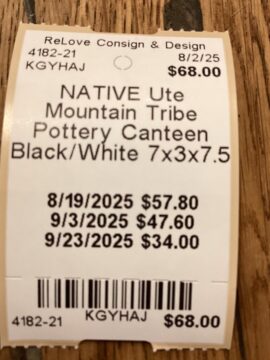 ReLove Consign & Design
4182-21 8/2/25
KGYHAJ $68.00
NATIVE Ute
Mountain Tribe
Pottery Canteen
Black/White 7x3x7.5
8/19/2025 $57.80
9/3/2025 $47.60
9/23/2025 $34.00
4182-21 KGYHAJ $68.00